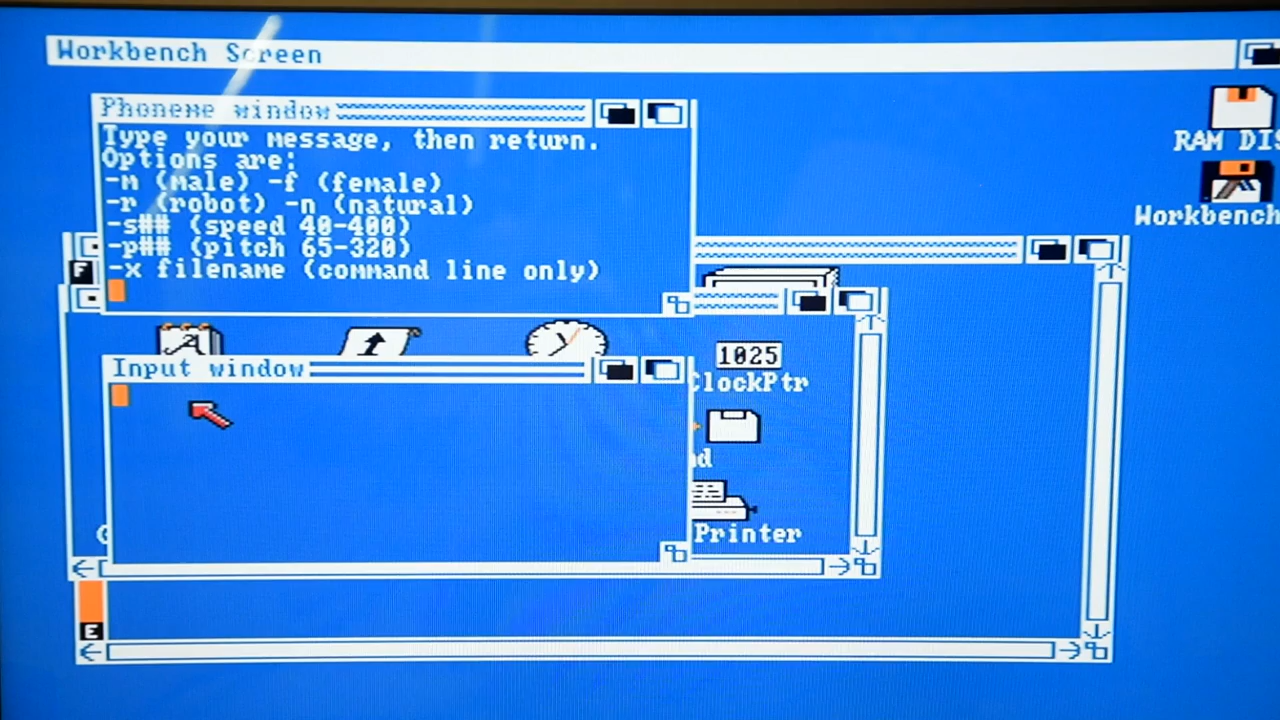 Workbench Screen
Phoneme window
Type your message, then return.
Options are:
-m (male) -f (female)
-r (robot) -n (natural)
-s## (speed 40-400)
-p## (pitch 65-320)
-x filename (command line only)
RAM DIS
Workbench
F
1025
ClockPtr
Input window
Printer
E